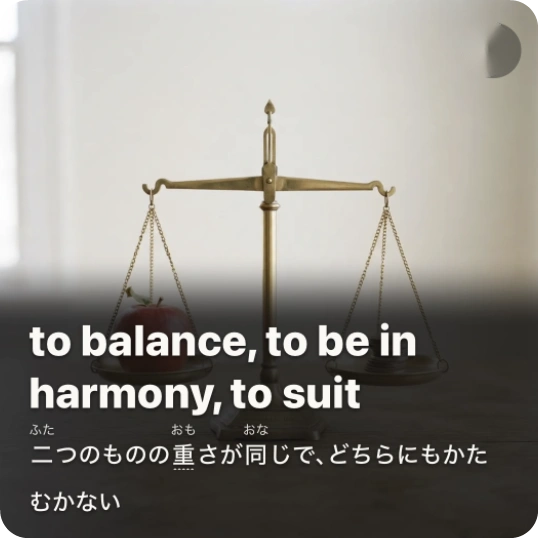 to balance, to be in
harmony, to suit
ふた おも おな
二つのものの重さが同じで、どちらにもかた
むかない